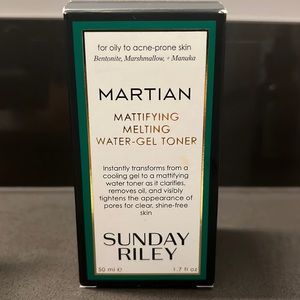 for oily to acne-prone skin
Bentonite, Marshmallow, + Manuka
MARTIAN
MATTIFYING
MELTING
WATER-GEL TONER
Instantly transforms from a
cooling gel to a mattifying
water toner as it clarifies,
removes oil, and visibly
tightens the appearance of
pores for clear, shine-free
skin
SUNDAY
RILEY
50 ml e 1.7 fl oz